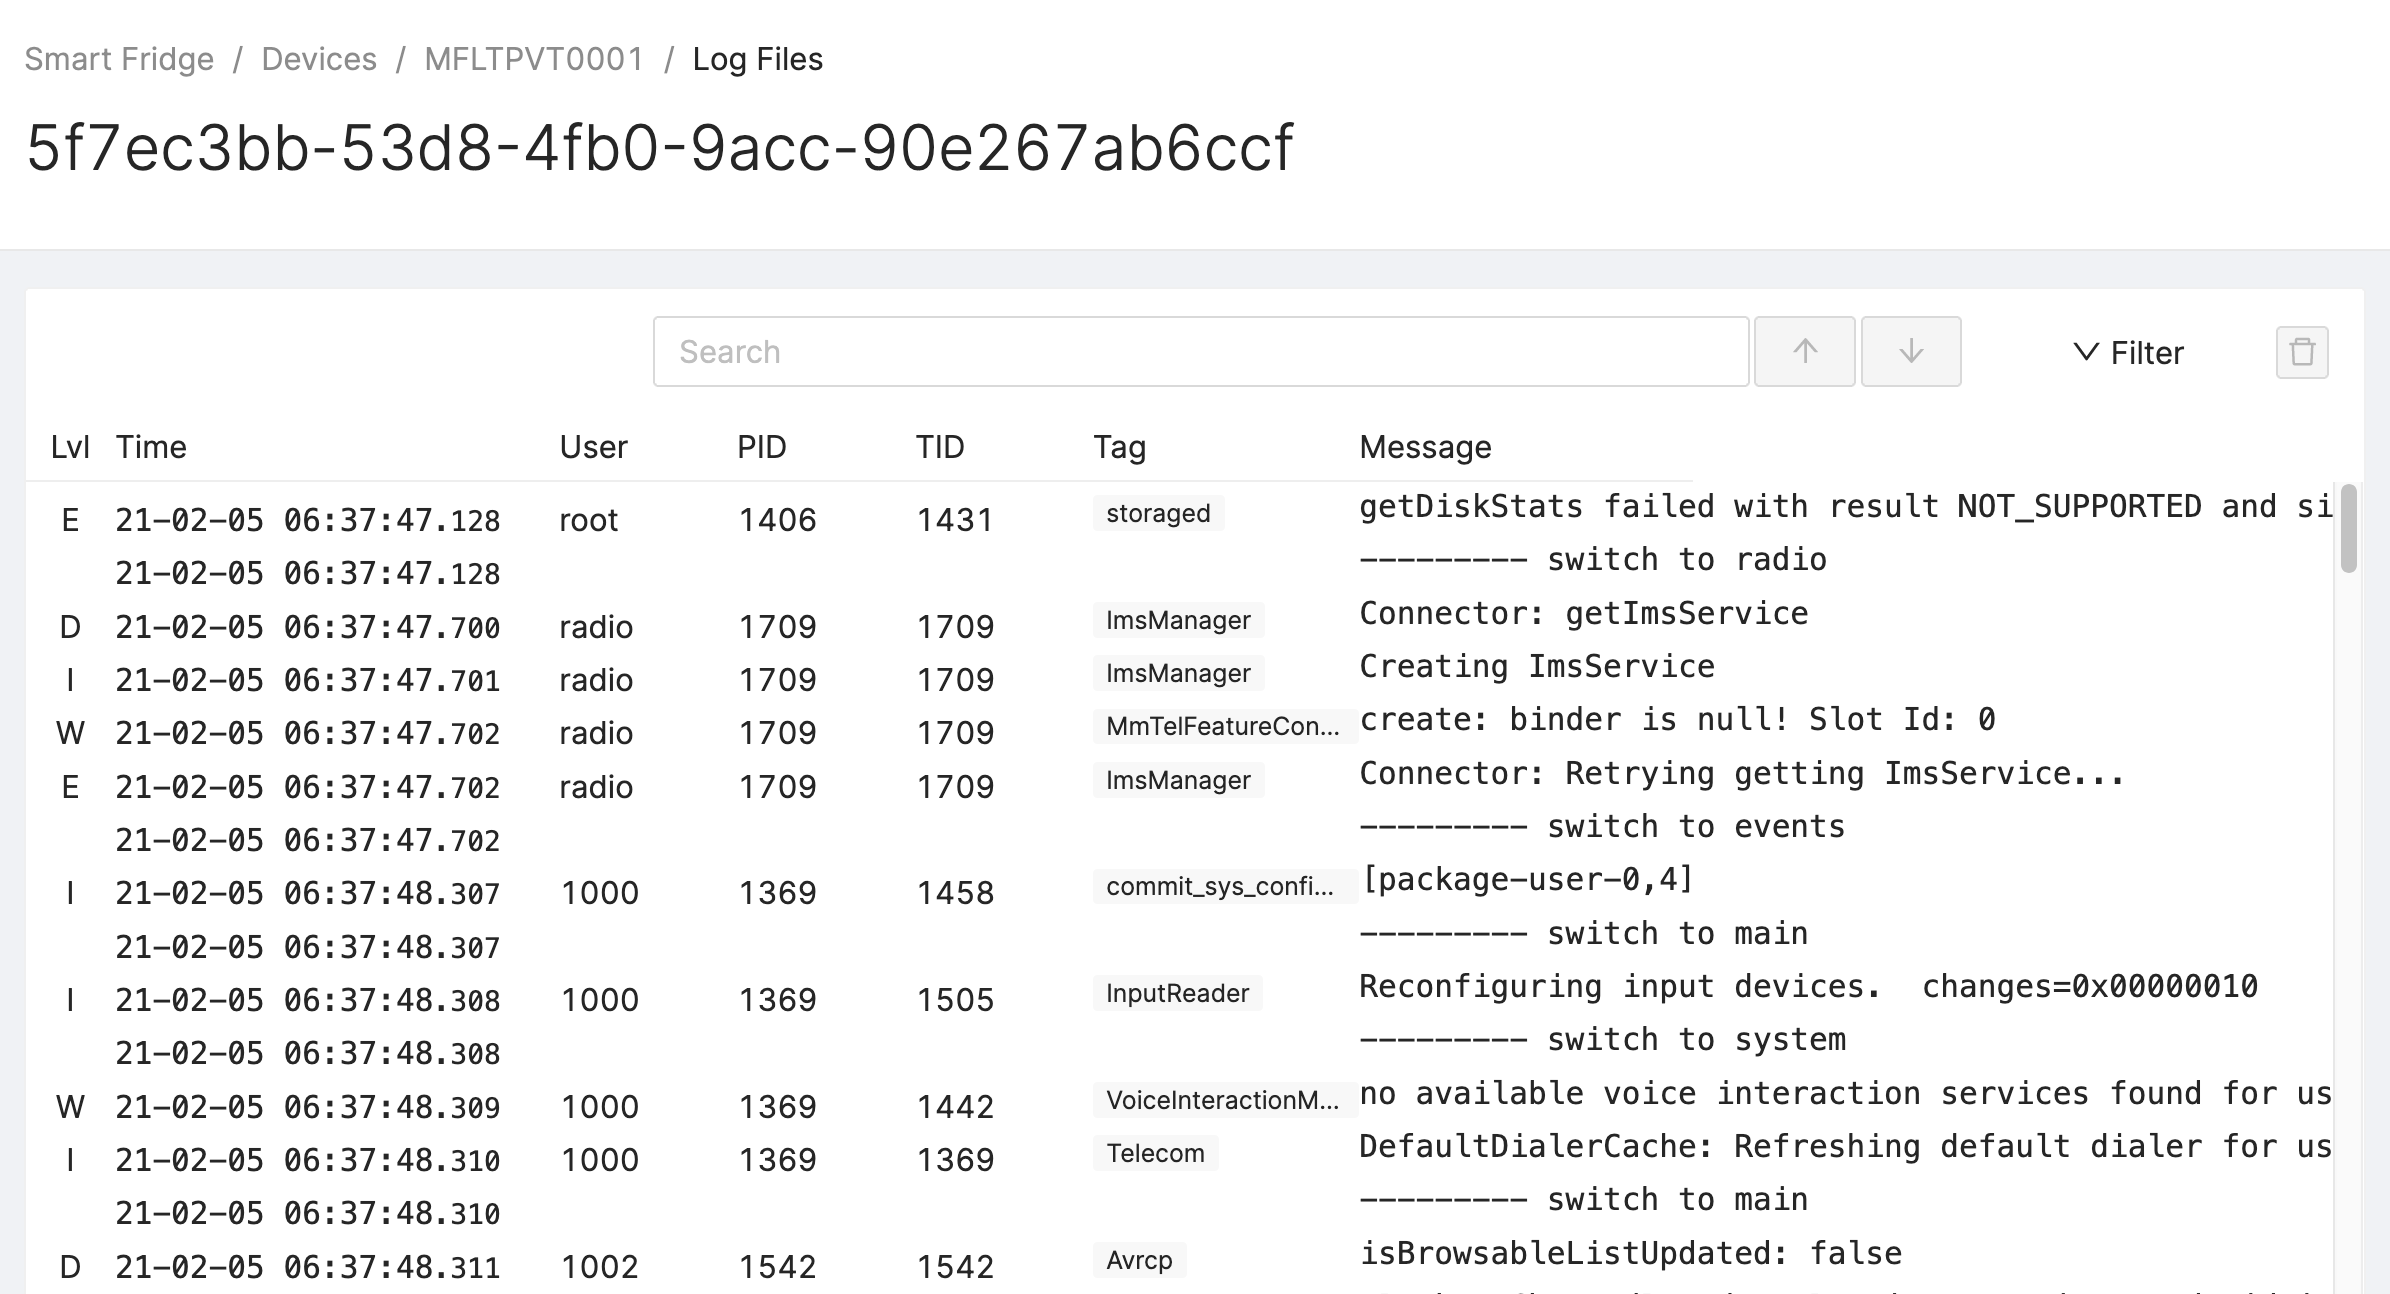 Smart Fridge / Devices / MFLTPVT0001 / Log Files
5f7ec3bb-53d8-4fb0-9acc-90e267ab6ccf
Search Filter
Lvl Time User PID TID Tag Message
E 21-02-05 06:37:47.128 root 1406 1431 storaged getDiskStats failed with result NOT_SUPPORTED and si
21-02-05 06:37:47.128 --------- switch to radio
D 21-02-05 06:37:47.700 radio 1709 1709 ImsManager Connector: getImsService
I 21-02-05 06:37:47.701 radio 1709 1709 ImsManager Creating ImsService
W 21-02-05 06:37:47.702 radio 1709 1709 MmTelFeatureCon... create: binder is null! Slot Id: 0
E 21-02-05 06:37:47.702 radio 1709 1709 ImsManager Connector: Retrying getting ImsService...
21-02-05 06:37:47.702 --------- switch to events
I 21-02-05 06:37:48.307 1000 1369 1458 commit_sys_confi... [package-user-0,4]
21-02-05 06:37:48.307 --------- switch to main
I 21-02-05 06:37:48.308 1000 1369 1505 InputReader Reconfiguring input devices.  changes=0x00000010
21-02-05 06:37:48.308 --------- switch to system
W 21-02-05 06:37:48.309 1000 1369 1442 VoiceInteractionM... no available voice interaction services found for us
I 21-02-05 06:37:48.310 1000 1369 1369 Telecom DefaultDialerCache: Refreshing default dialer for us
21-02-05 06:37:48.310 --------- switch to main
D 21-02-05 06:37:48.311 1002 1542 1542 Avrcp isBrowsableListUpdated: false